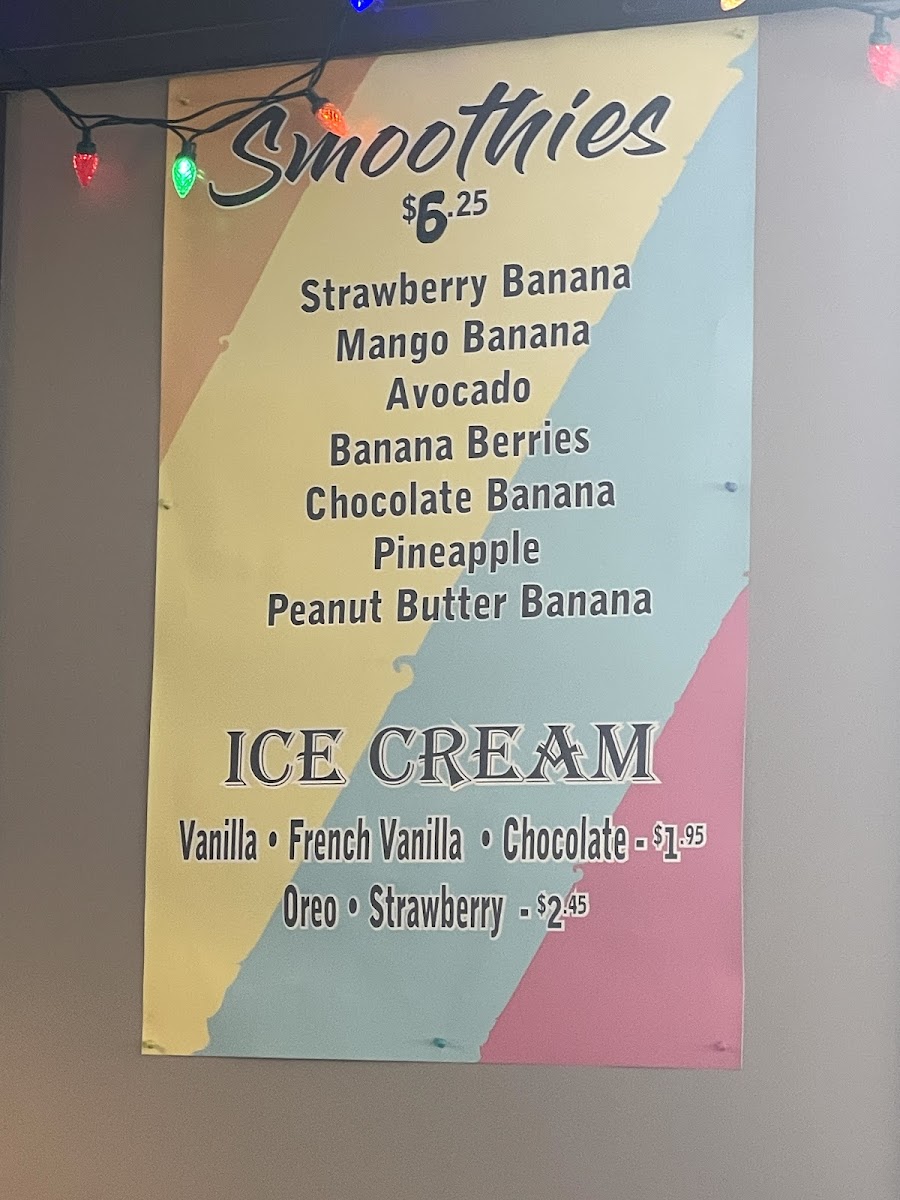 Smoothies
$6.25
Strawberry Banana
Mango Banana
Avocado
Banana Berries
Chocolate Banana
Pineapple
Peanut Butter Banana
ICE CREAM
Vanilla • French Vanilla • Chocolate - $1.95
Oreo • Strawberry - $2.45